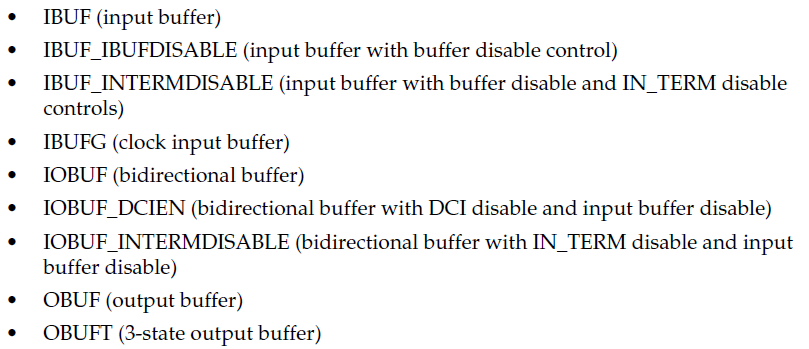 • IBUF (input buffer)
• IBUF_IBUFDISABLE (input buffer with buffer disable control)
• IBUF_INTERMDISABLE (input buffer with buffer disable and IN_TERM disable
controls)
• IBUFG (clock input buffer)
• IOBUF (bidirectional buffer)
• IOBUF_DCIEN (bidirectional buffer with DCI disable and input buffer disable)
• IOBUF_INTERMDISABLE (bidirectional buffer with IN_TERM disable and input
buffer disable)
• OBUF (output buffer)
• OBUFT (3-state output buffer)